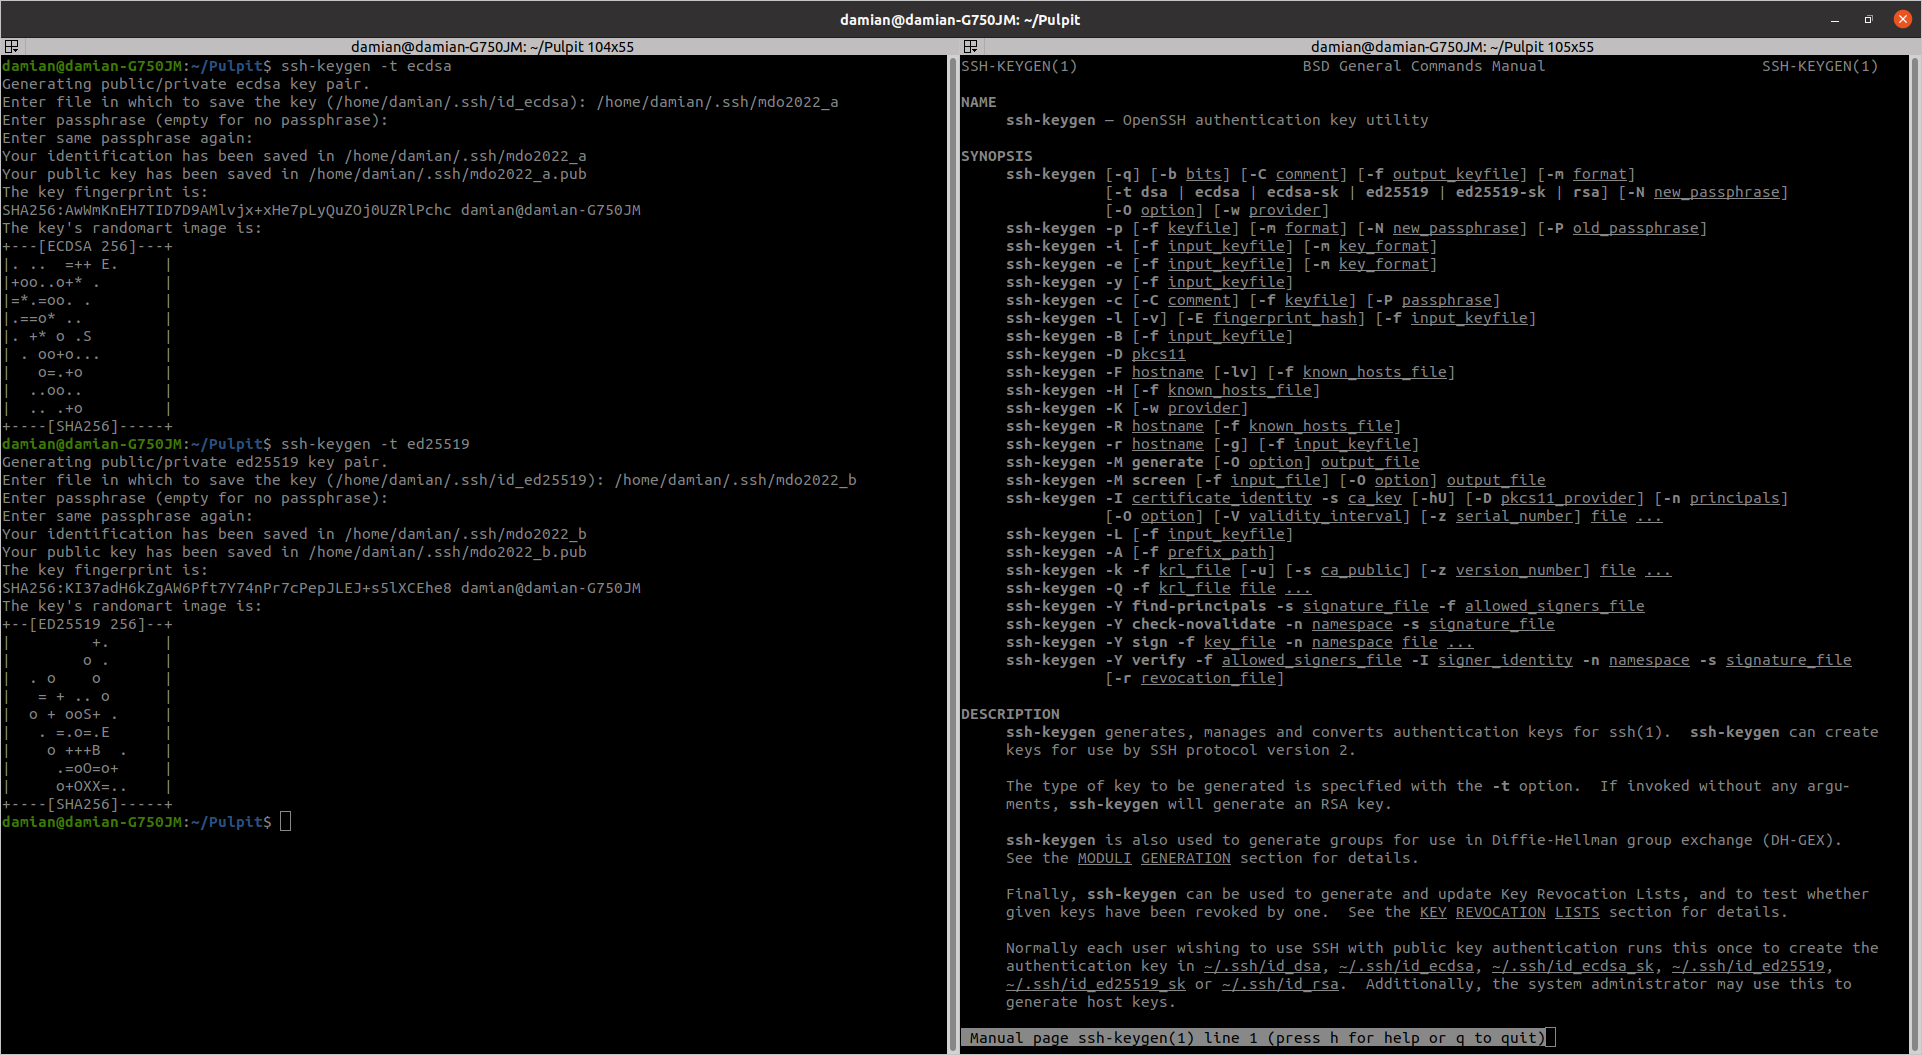 damian@damian-G750JM: ~/Pulpit
damian@damian-G750JM: ~/Pulpit 104x55
damian@damian-G750JM:~/Pulpit$ ssh-keygen -t ecdsa
Generating public/private ecdsa key pair.
Enter file in which to save the key (/home/damian/.ssh/id_ecdsa): /home/damian/.ssh/mdo2022_a
Enter passphrase (empty for no passphrase):
Enter same passphrase again:
Your identification has been saved in /home/damian/.ssh/mdo2022_a
Your public key has been saved in /home/damian/.ssh/mdo2022_a.pub
The key fingerprint is:
SHA256:AwWmKnEH7TID7D9AMlvjx+xHe7pLyQuZOj0UZRlPchc damian@damian-G750JM
The key's randomart image is:
+---[ECDSA 256]---+
|. ..  =++ E.     |
|+oo..o+* .       |
|=*.=oo. .        |
|.==o* ..         |
|. +* o .S        |
| . oo+o...       |
|   o=.+o         |
|  ..oo..         |
|  .. .+o         |
+----[SHA256]-----+
damian@damian-G750JM:~/Pulpit$ ssh-keygen -t ed25519
Generating public/private ed25519 key pair.
Enter file in which to save the key (/home/damian/.ssh/id_ed25519): /home/damian/.ssh/mdo2022_b
Enter passphrase (empty for no passphrase):
Enter same passphrase again:
Your identification has been saved in /home/damian/.ssh/mdo2022_b
Your public key has been saved in /home/damian/.ssh/mdo2022_b.pub
The key fingerprint is:
SHA256:KI37adH6kZgAW6Pft7Y74nPr7cPepJLEJ+s5lXCEhe8 damian@damian-G750JM
The key's randomart image is:
+--[ED25519 256]--+
|         +.      |
|        o .      |
|  . o    o       |
|   = + .. o      |
|  o + ooS+ .     |
|   . =.o=.E      |
|    o +++B  .    |
|     .=oO=o+     |
|     o+OXX=..    |
+----[SHA256]-----+
damian@damian-G750JM:~/Pulpit$
damian@damian-G750JM: ~/Pulpit 105x55
SSH-KEYGEN(1) BSD General Commands Manual SSH-KEYGEN(1)
NAME
ssh-keygen — OpenSSH authentication key utility
SYNOPSIS
ssh-keygen [-q] [-b bits] [-C comment] [-f output_keyfile] [-m format]
[-t dsa | ecdsa | ecdsa-sk | ed25519 | ed25519-sk | rsa] [-N new_passphrase]
[-O option] [-w provider]
ssh-keygen -p [-f keyfile] [-m format] [-N new_passphrase] [-P old_passphrase]
ssh-keygen -i [-f input_keyfile] [-m key_format]
ssh-keygen -e [-f input_keyfile] [-m key_format]
ssh-keygen -y [-f input_keyfile]
ssh-keygen -c [-C comment] [-f keyfile] [-P passphrase]
ssh-keygen -l [-v] [-E fingerprint_hash] [-f input_keyfile]
ssh-keygen -B [-f input_keyfile]
ssh-keygen -D pkcs11
ssh-keygen -F hostname [-lv] [-f known_hosts_file]
ssh-keygen -H [-f known_hosts_file]
ssh-keygen -K [-w provider]
ssh-keygen -R hostname [-f known_hosts_file]
ssh-keygen -r hostname [-g] [-f input_keyfile]
ssh-keygen -M generate [-O option] output_file
ssh-keygen -M screen [-f input_file] [-O option] output_file
ssh-keygen -I certificate_identity -s ca_key [-hU] [-D pkcs11_provider] [-n principals]
[-O option] [-V validity_interval] [-z serial_number] file ...
ssh-keygen -L [-f input_keyfile]
ssh-keygen -A [-f prefix_path]
ssh-keygen -k -f krl_file [-u] [-s ca_public] [-z version_number] file ...
ssh-keygen -Q -f krl_file file ...
ssh-keygen -Y find-principals -s signature_file -f allowed_signers_file
ssh-keygen -Y check-novalidate -n namespace -s signature_file
ssh-keygen -Y sign -f key_file -n namespace file ...
ssh-keygen -Y verify -f allowed_signers_file -I signer_identity -n namespace -s signature_file
[-r revocation_file]
DESCRIPTION
ssh-keygen generates, manages and converts authentication keys for ssh(1).  ssh-keygen can create
keys for use by SSH protocol version 2.
The type of key to be generated is specified with the -t option.  If invoked without any argu-
ments, ssh-keygen will generate an RSA key.
ssh-keygen is also used to generate groups for use in Diffie-Hellman group exchange (DH-GEX).
See the MODULI GENERATION section for details.
Finally, ssh-keygen can be used to generate and update Key Revocation Lists, and to test whether
given keys have been revoked by one.  See the KEY REVOCATION LISTS section for details.
Normally each user wishing to use SSH with public key authentication runs this once to create the
authentication key in ~/.ssh/id_dsa, ~/.ssh/id_ecdsa, ~/.ssh/id_ecdsa_sk, ~/.ssh/id_ed25519,
~/.ssh/id_ed25519_sk or ~/.ssh/id_rsa.  Additionally, the system administrator may use this to
generate host keys.
Manual page ssh-keygen(1) line 1 (press h for help or q to quit)